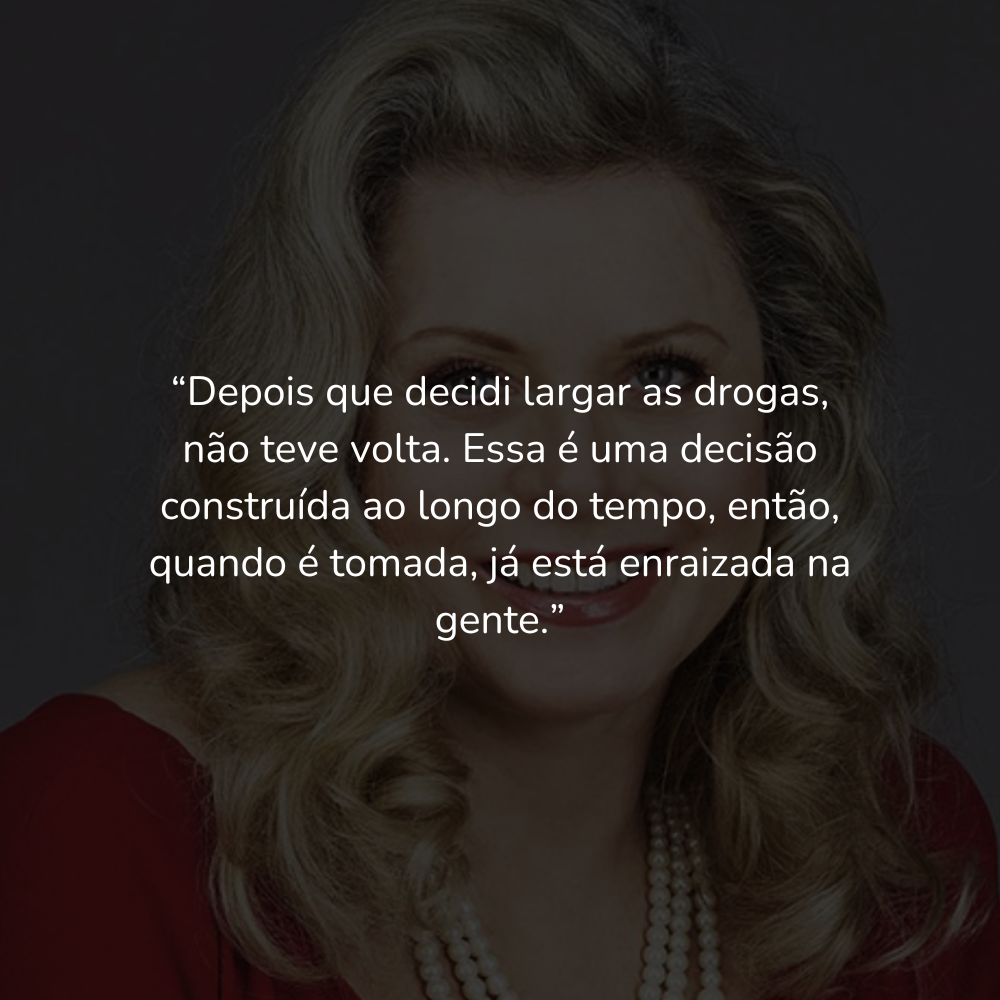 “Depois que decidi largar as drogas,
não teve volta. Essa é uma decisão
construída ao longo do tempo, então,
quando é tomada, já está enraizada na
gente.”